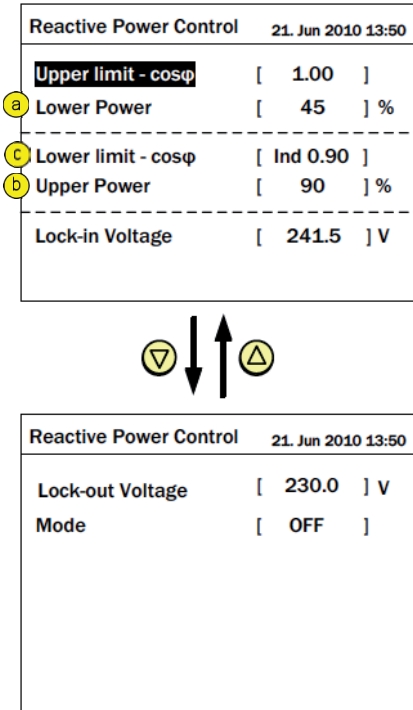 Reactive Power Control 21. Jun 2010 13:50
Upper limit - cosφ [ 1.00 ]
a Lower Power [ 45 ] %
c Lower limit - cosφ [ Ind 0.90 ]
b Upper Power [ 90 ] %
Lock-in Voltage [ 241.5 ] V
Reactive Power Control 21. Jun 2010 13:50
Lock-out Voltage [ 230.0 ] V
Mode [ OFF ]